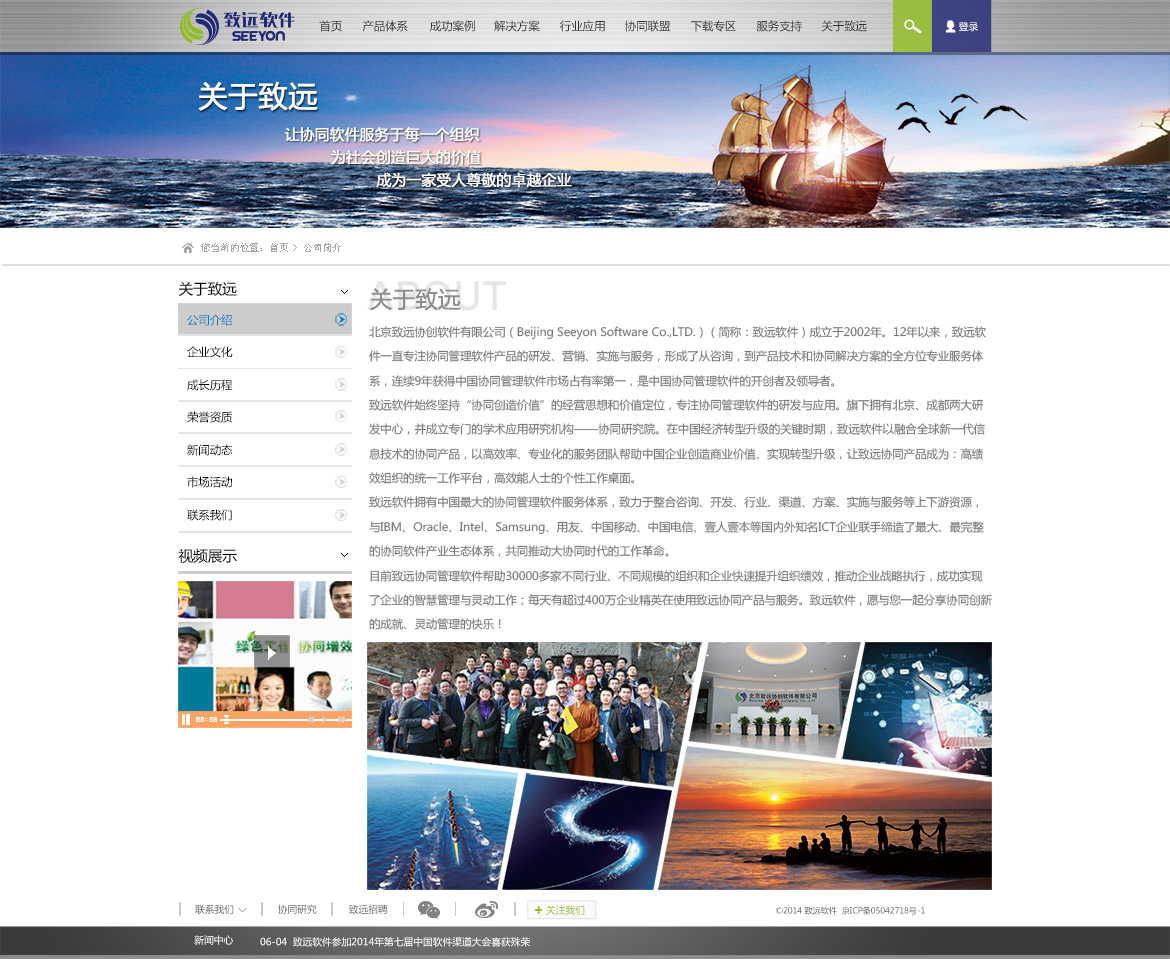 致远软件
SEEYON
首页 产品体系 成功案例 解决方案 行业应用 协同联盟 下载专区 服务支持 关于致远 登录
关于致远
让协同软件服务于每一个组织
为社会创造巨大的价值
成为一家受人尊敬的卓越企业
您当前的位置：首页 > 公司简介
关于致远
公司介绍
企业文化
成长历程
荣誉资质
新闻动态
市场活动
联系我们
视频展示
绿色工作 协同增效
00:00
ABOUT
关于致远
北京致远协创软件有限公司（Beijing Seeyon Software Co.,LTD.）（简称：致远软件）成立于2002年。12年以来，致远软
件一直专注协同管理软件产品的研发、营销、实施与服务，形成了从咨询，到产品技术和协同解决方案的全方位专业服务体
系，连续9年获得中国协同管理软件市场占有率第一，是中国协同管理软件的开创者及领导者。
致远软件始终坚持“协同创造价值”的经营思想和价值定位，专注协同管理软件的研发与应用。旗下拥有北京、成都两大研
发中心，并成立专门的学术应用研究机构——协同研究院。在中国经济转型升级的关键时期，致远软件以融合全球新一代信
息技术的协同产品，以高效率、专业化的服务团队帮助中国企业创造商业价值、实现转型升级，让致远协同产品成为：高绩
效组织的统一工作平台，高效能人士的个性工作桌面。
致远软件拥有中国最大的协同管理软件服务体系，致力于整合咨询、开发、行业、渠道、方案、实施与服务等上下游资源，
与IBM、Oracle、Intel、Samsung、用友、中国移动、中国电信、壹人壹本等国内外知名ICT企业联手缔造了最大、最完整
的协同软件产业生态体系，共同推动大协同时代的工作革命。
目前致远协同管理软件帮助30000多家不同行业、不同规模的组织和企业快速提升组织绩效，推动企业战略执行，成功实现
了企业的智慧管理与灵动工作；每天有超过400万企业精英在使用致远协同产品与服务。致远软件，愿与您一起分享协同创新
的成就、灵动管理的快乐！
北京致远协创软件有限公司
联系我们 协同研究 致远招聘 + 关注我们 ©2014 致远软件 京ICP备05042718号-1
新闻中心 06-04 致远软件参加2014年第七届中国软件渠道大会喜获殊荣